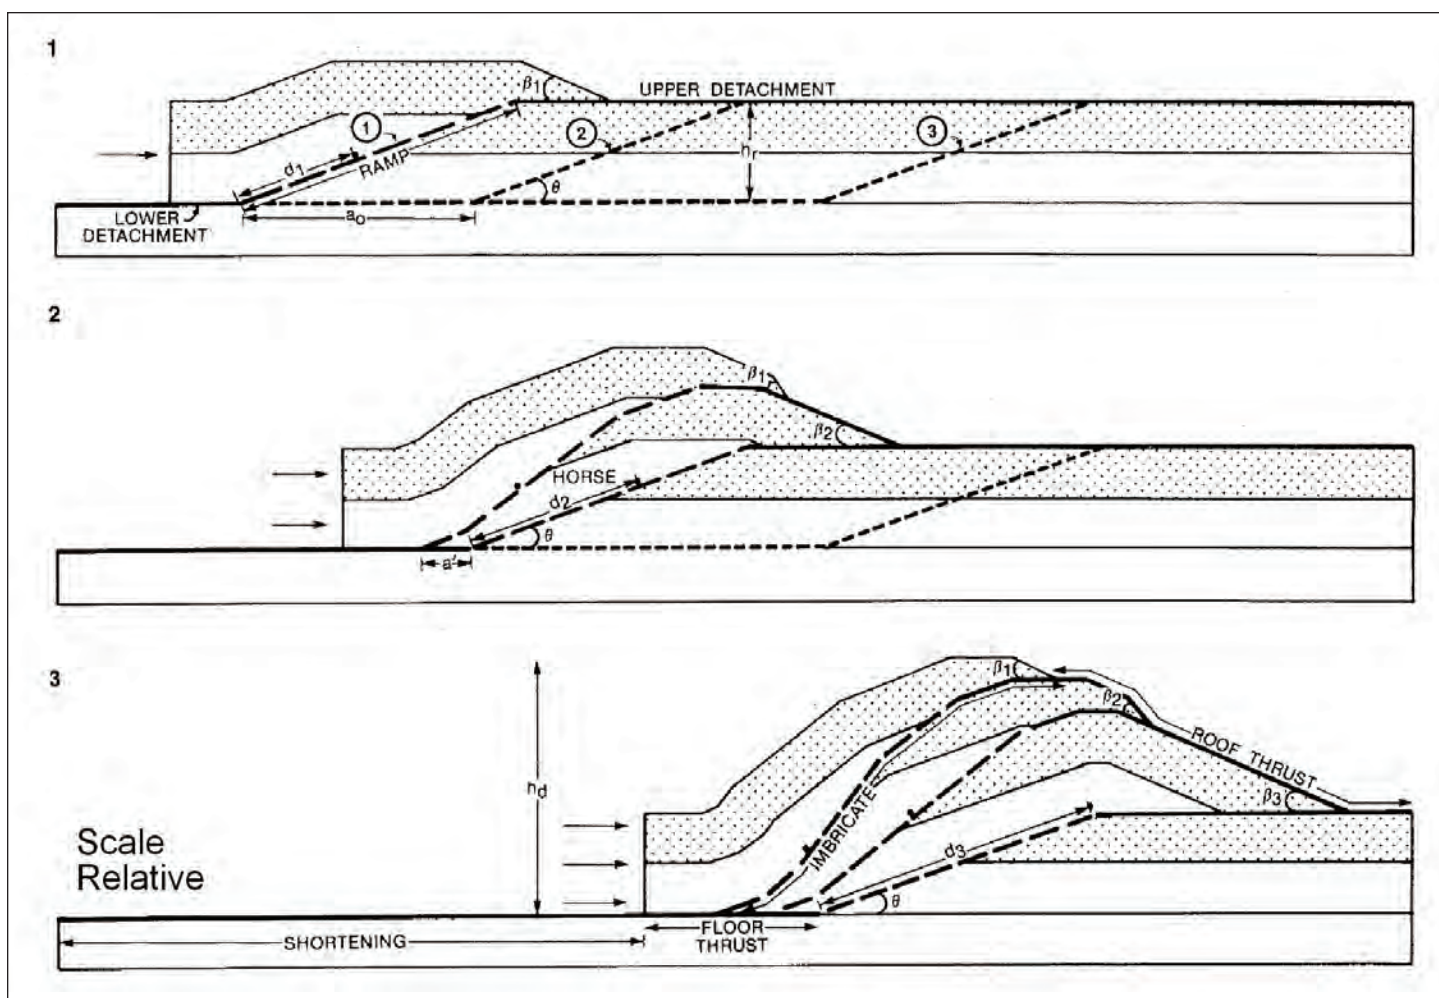 1
β1
UPPER DETACHMENT
1
2
3
d1
RAMP
hr
θ
LOWER
DETACHMENT
ao
2
β1
β2
HORSE
d2
θ
a'
3
β1
β2
ROOF THRUST
hd
β3
IMBRICATE
d3
Scale
Relative
θ
SHORTENING
FLOOR
THRUST